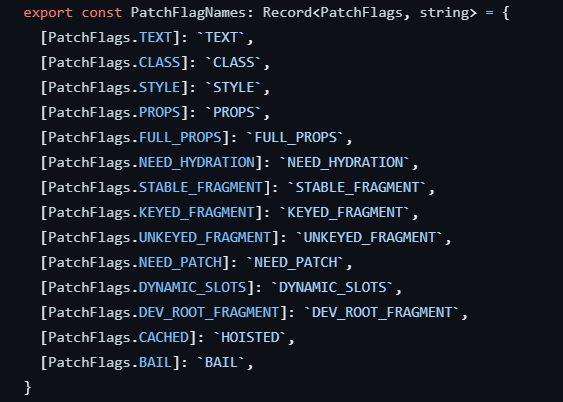 export const PatchFlagNames: Record<PatchFlags, string> = {
  [PatchFlags.TEXT]: `TEXT`,
  [PatchFlags.CLASS]: `CLASS`,
  [PatchFlags.STYLE]: `STYLE`,
  [PatchFlags.PROPS]: `PROPS`,
  [PatchFlags.FULL_PROPS]: `FULL_PROPS`,
  [PatchFlags.NEED_HYDRATION]: `NEED_HYDRATION`,
  [PatchFlags.STABLE_FRAGMENT]: `STABLE_FRAGMENT`,
  [PatchFlags.KEYED_FRAGMENT]: `KEYED_FRAGMENT`,
  [PatchFlags.UNKEYED_FRAGMENT]: `UNKEYED_FRAGMENT`,
  [PatchFlags.NEED_PATCH]: `NEED_PATCH`,
  [PatchFlags.DYNAMIC_SLOTS]: `DYNAMIC_SLOTS`,
  [PatchFlags.DEV_ROOT_FRAGMENT]: `DEV_ROOT_FRAGMENT`,
  [PatchFlags.CACHED]: `HOISTED`,
  [PatchFlags.BAIL]: `BAIL`,
}